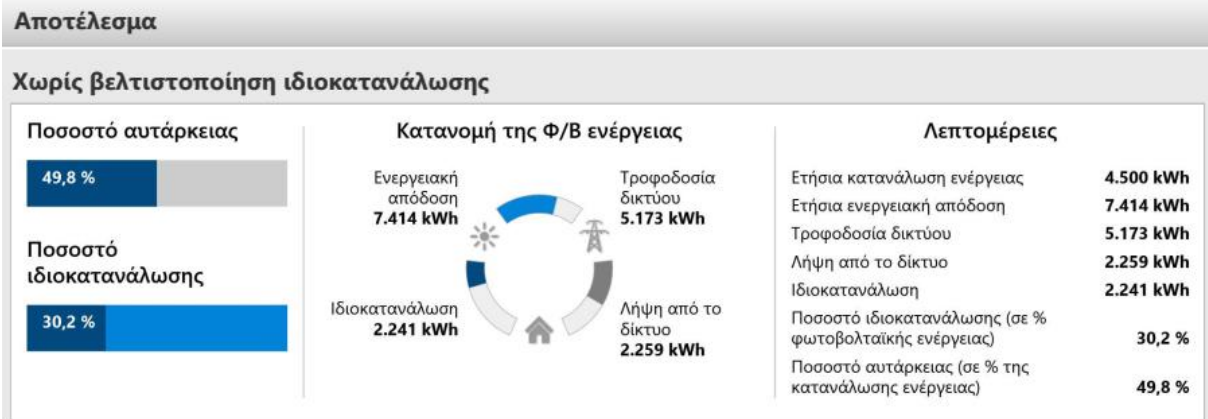 Αποτέλεσμα
Χωρίς βελτιστοποίηση ιδιοκατανάλωσης
Ποσοστό αυτάρκειας
49,8 %
Ποσοστό
ιδιοκατανάλωσης
30,2 %
Κατανομή της Φ/Β ενέργειας
Ενεργειακή
απόδοση
7.414 kWh
Τροφοδοσία
δικτύου
5.173 kWh
Ιδιοκατανάλωση
2.241 kWh
Λήψη από το
δίκτυο
2.259 kWh
Λεπτομέρειες
Ετήσια κατανάλωση ενέργειας 4.500 kWh
Ετήσια ενεργειακή απόδοση 7.414 kWh
Τροφοδοσία δικτύου 5.173 kWh
Λήψη από το δίκτυο 2.259 kWh
Ιδιοκατανάλωση 2.241 kWh
Ποσοστό ιδιοκατανάλωσης (σε %
φωτοβολταϊκής ενέργειας) 30,2 %
Ποσοστό αυτάρκειας (σε % της
κατανάλωσης ενέργειας) 49,8 %